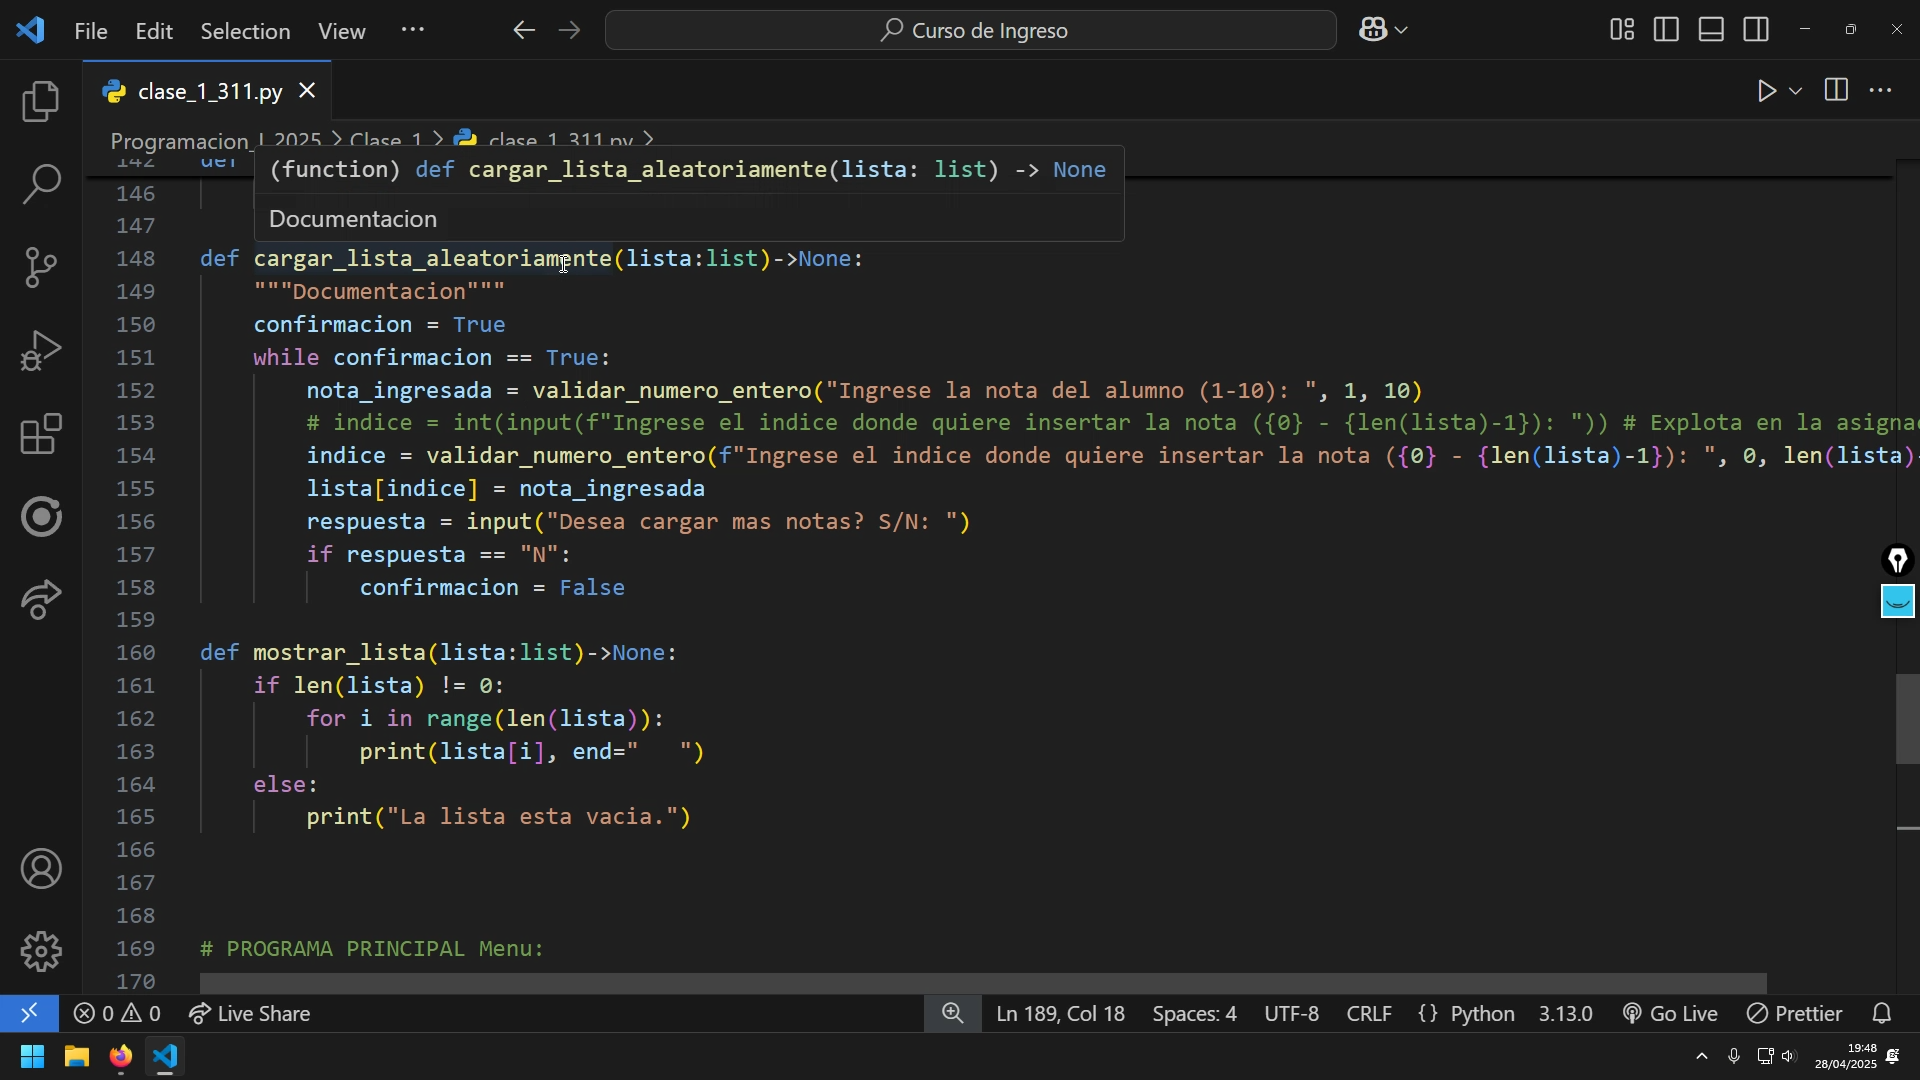 File Edit Selection View ··· Curso de Ingreso
clase_1_311.py
Programacion_I_2025 > Clase_1 > clase_1_311.py >
142 def
(function) def cargar_lista_aleatoriamente(lista: list) -> None
Documentacion
146
147
148 def cargar_lista_aleatoriamente(lista:list)->None:
149 """Documentacion"""
150 confirmacion = True
151 while confirmacion == True:
152 nota_ingresada = validar_numero_entero("Ingrese la nota del alumno (1-10): ", 1, 10)
153 # indice = int(input(f"Ingrese el indice donde quiere insertar la nota ({0} - {len(lista)-1}): ")) # Explota en la asigna
154 indice = validar_numero_entero(f"Ingrese el indice donde quiere insertar la nota ({0} - {len(lista)-1}): ", 0, len(lista)-
155 lista[indice] = nota_ingresada
156 respuesta = input("Desea cargar mas notas? S/N: ")
157 if respuesta == "N":
158 confirmacion = False
159
160 def mostrar_lista(lista:list)->None:
161 if len(lista) != 0:
162 for i in range(len(lista)):
163 print(lista[i], end="   ")
164 else:
165 print("La lista esta vacia.")
166
167
168
169 # PROGRAMA PRINCIPAL Menu:
170
0 0 Live Share Ln 189, Col 18 Spaces: 4 UTF-8 CRLF {} Python 3.13.0 Go Live Prettier
19:48
28/04/2025